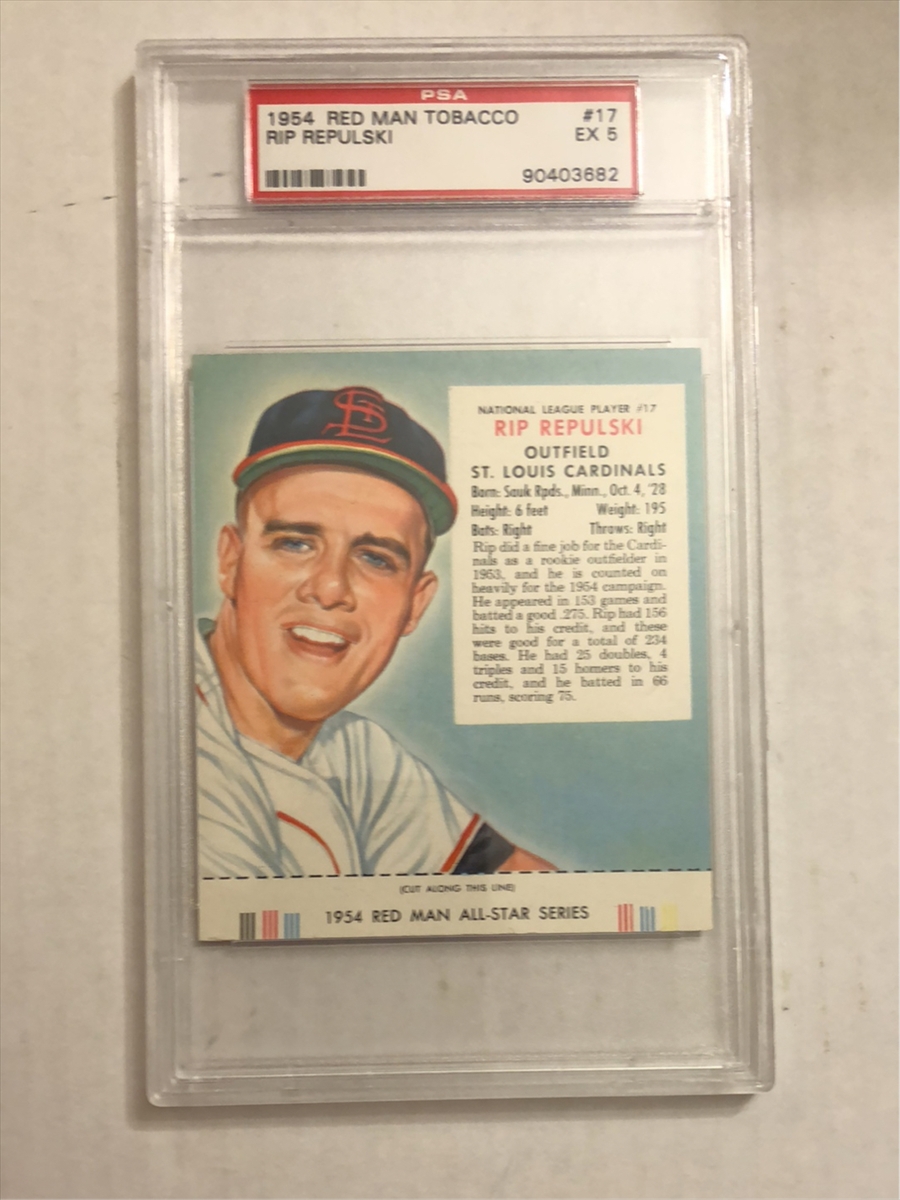 PSA
1954 RED MAN TOBACCO #17
RIP REPULSKI EX 5
90403682
SL
NATIONAL LEAGUE PLAYER #17
RIP REPULSKI
OUTFIELD
ST. LOUIS CARDINALS
Born: Sauk Rpds., Minn., Oct. 4, '28
Height: 6 feet Weight: 195
Bats: Right Throws: Right
Rip did a fine job for the Cardi-
nals as a rookie outfielder in
1953, and he is counted on
heavily for the 1954 campaign.
He appeared in 153 games and
batted a good .275. Rip had 156
hits to his credit, and these
were good for a total of 234
bases. He had 25 doubles, 4
triples and 15 homers to his
credit, and he batted in 66
runs, scoring 75.
(CUT ALONG THIS LINE)
1954 RED MAN ALL-STAR SERIES